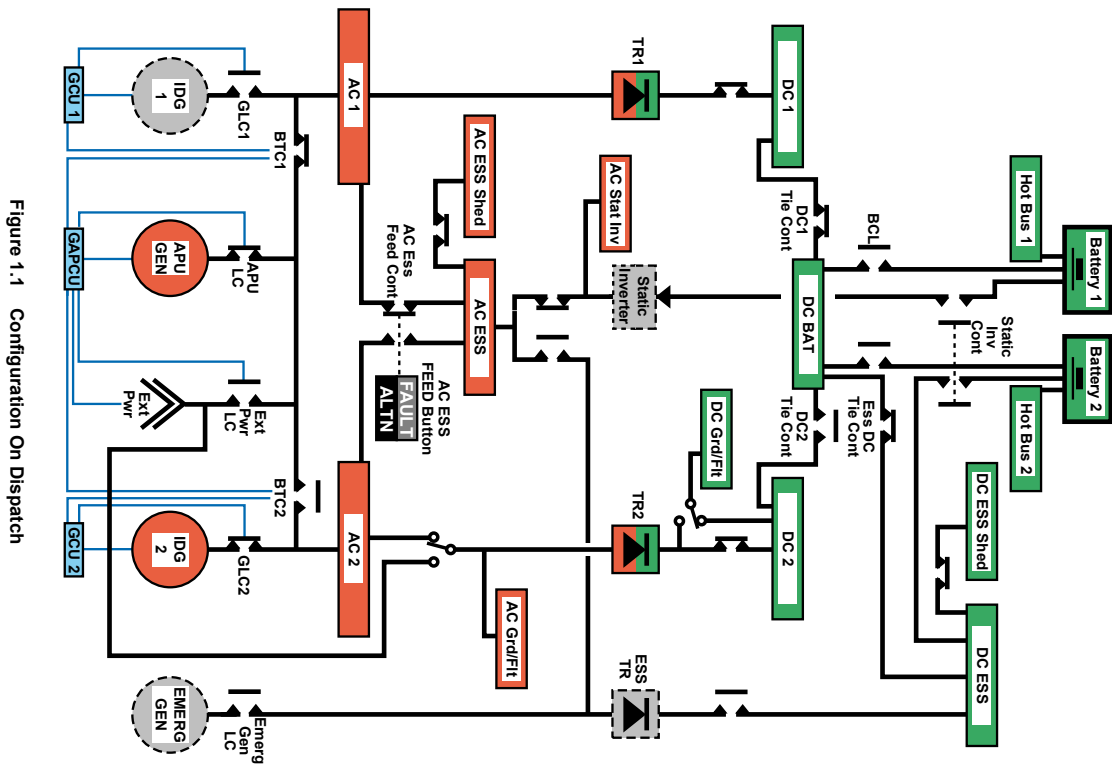 Battery 1
Battery 2
Hot Bus 1
Static
Inv
Cont
Hot Bus 2
DC ESS Shed
DC ESS
BCL
Ess DC
Tie Cont
DC 1
DC1
Tie Cont
DC BAT
DC2
Tie Cont
DC 2
DC Grd/Flt
TR1
AC Stat Inv
Static
Inverter
TR2
ESS
TR
AC ESS Shed
AC ESS
AC Grd/Flt
AC Ess
Feed Cont
AC ESS
FEED Button
FAULT
ALTN
AC 1
AC 2
BTC1
BTC2
GLC1
APU
LC
Ext
Pwr
LC
GLC2
Emerg
Gen
LC
IDG
1
APU
GEN
Ext
Pwr
IDG
2
EMERG
GEN
GCU 1
GAPCU
GCU 2
Figure 1.1 Configuration On Dispatch